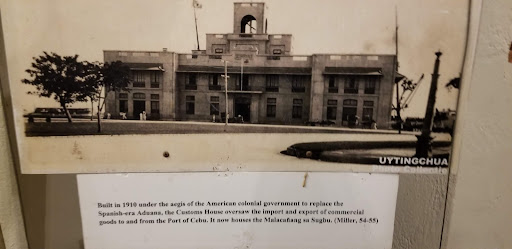 UYTINGCHUA
Built in 1910 under the aegis of the American colonial government to replace the
Spanish-era Aduana, the Customs House oversaw the import and export of commercial
goods to and from the Port of Cebu. It now houses the Malacañang sa Sugbu. (Miller, 54-55)